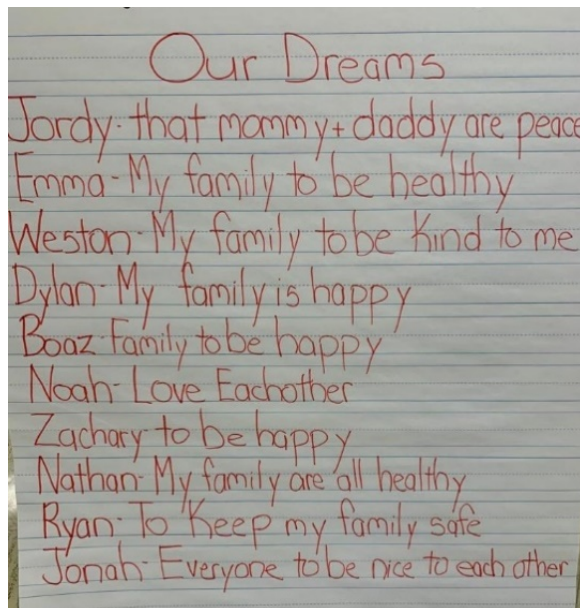 Our Dreams
Jordy- that mommy + daddy are peace
Emma- My family to be healthy
Weston- My family to be kind to me
Dylan- My family is happy
Boaz- Family to be happy
Noah- Love Eachother
Zachary- to be happy
Nathan- My family are all healthy
Ryan- To Keep my family safe
Jonah- Everyone to be nice to each other